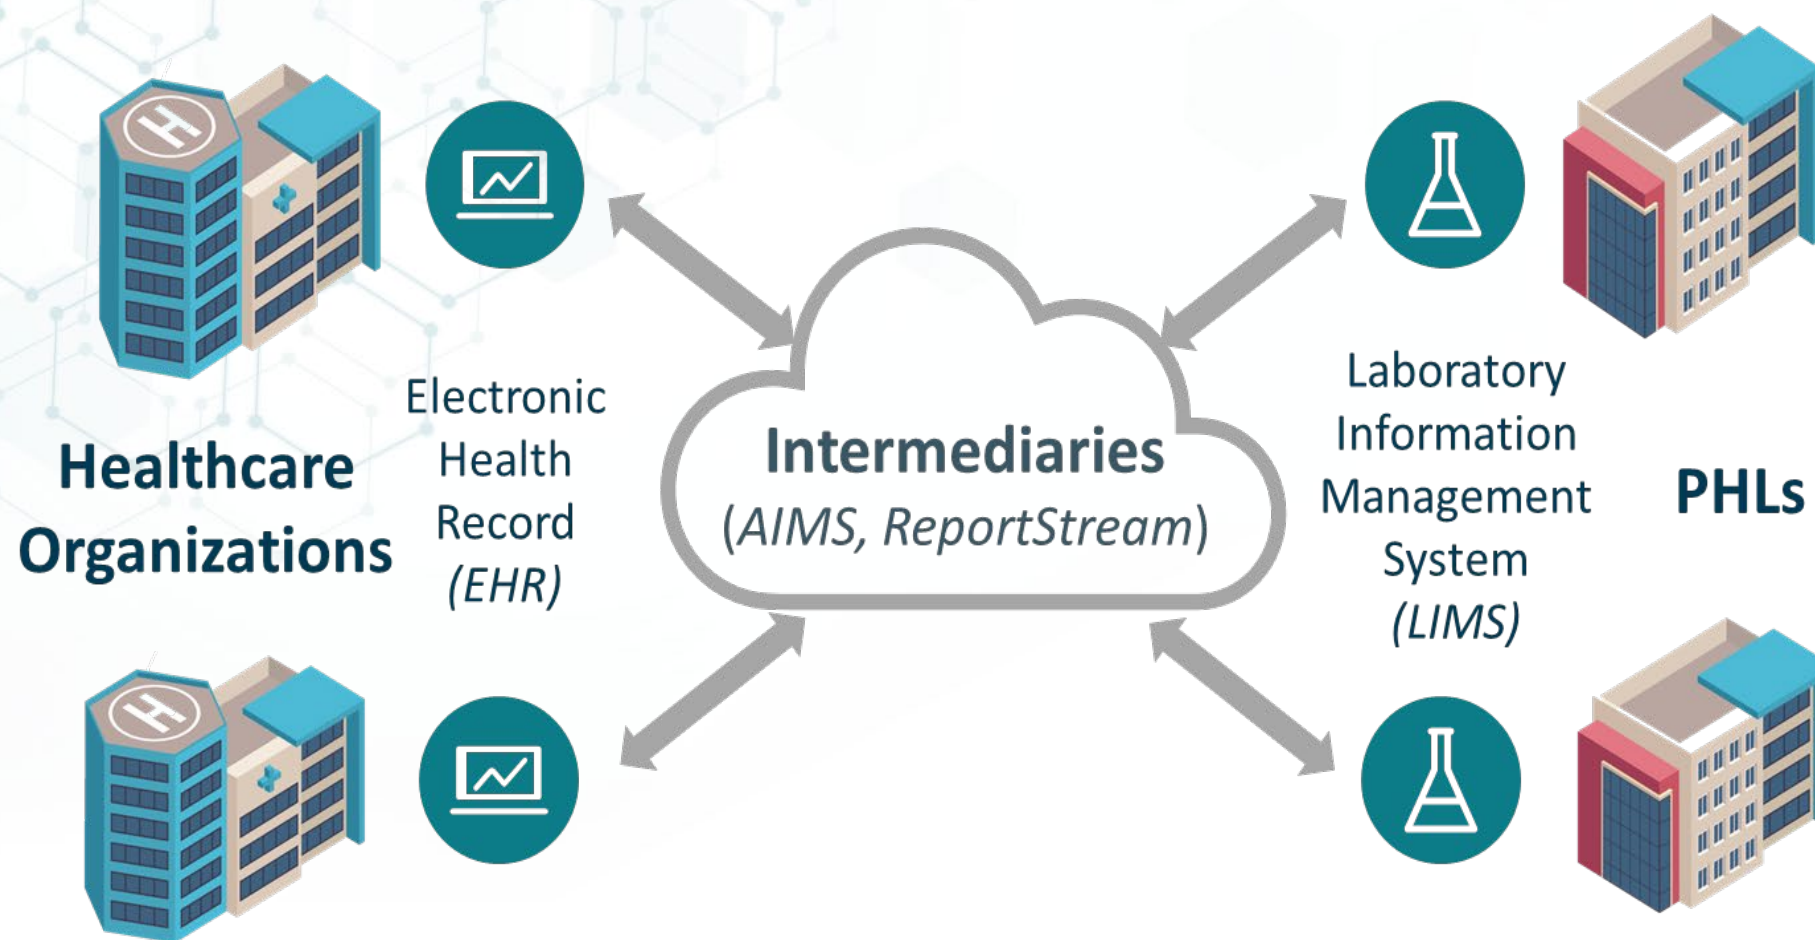 Healthcare
Organizations
Electronic
Health
Record
(EHR)
Intermediaries
(AIMS, ReportStream)
Laboratory
Information
Management
System
(LIMS)
PHLs
H
H